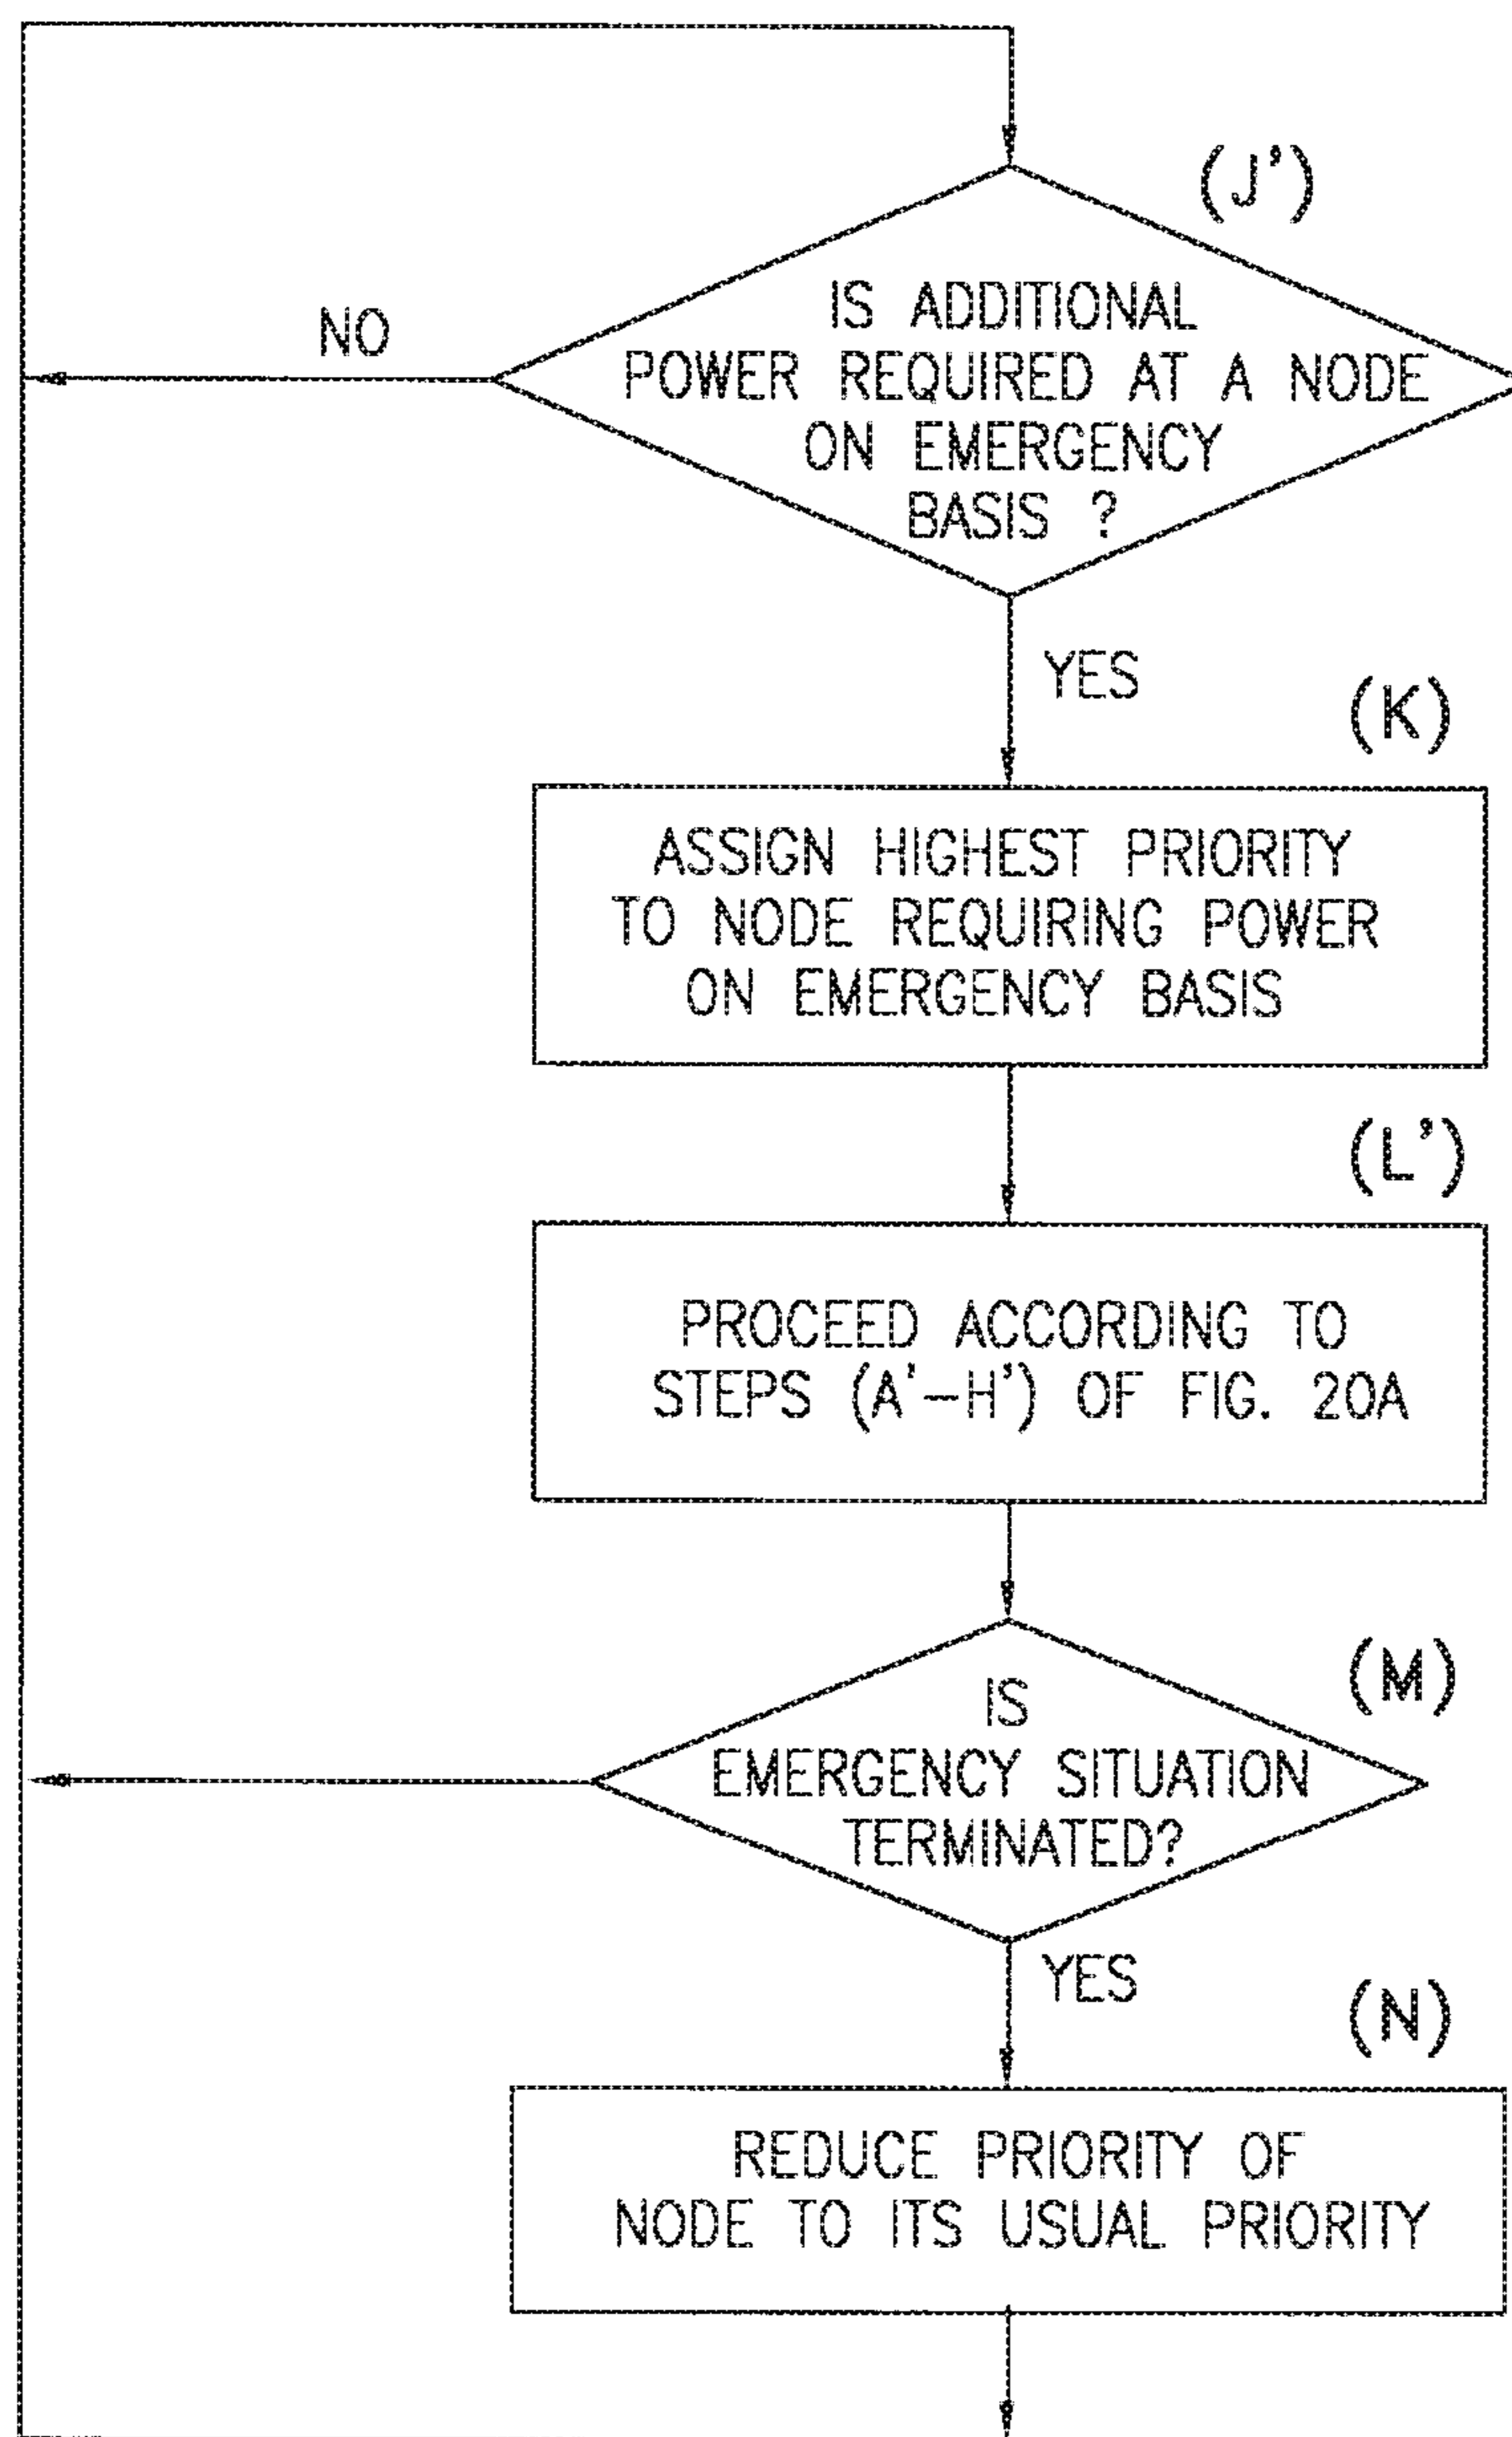 (J')
IS ADDITIONAL
NO
POWER REQUIRED AT A NODE
ON EMERGENCY
BASIS ?
YES
(K)
ASSIGN HIGHEST PRIORITY
TO NODE REQUIRING POWER
ON EMERGENCY BASIS
(L')
PROCEED ACCORDING TO
STEPS (A'-H') OF FIG. 20A
(M)
IS
EMERGENCY SITUATION
TERMINATED?
YES
(N)
REDUCE PRIORITY OF
NODE TO ITS USUAL PRIORITY